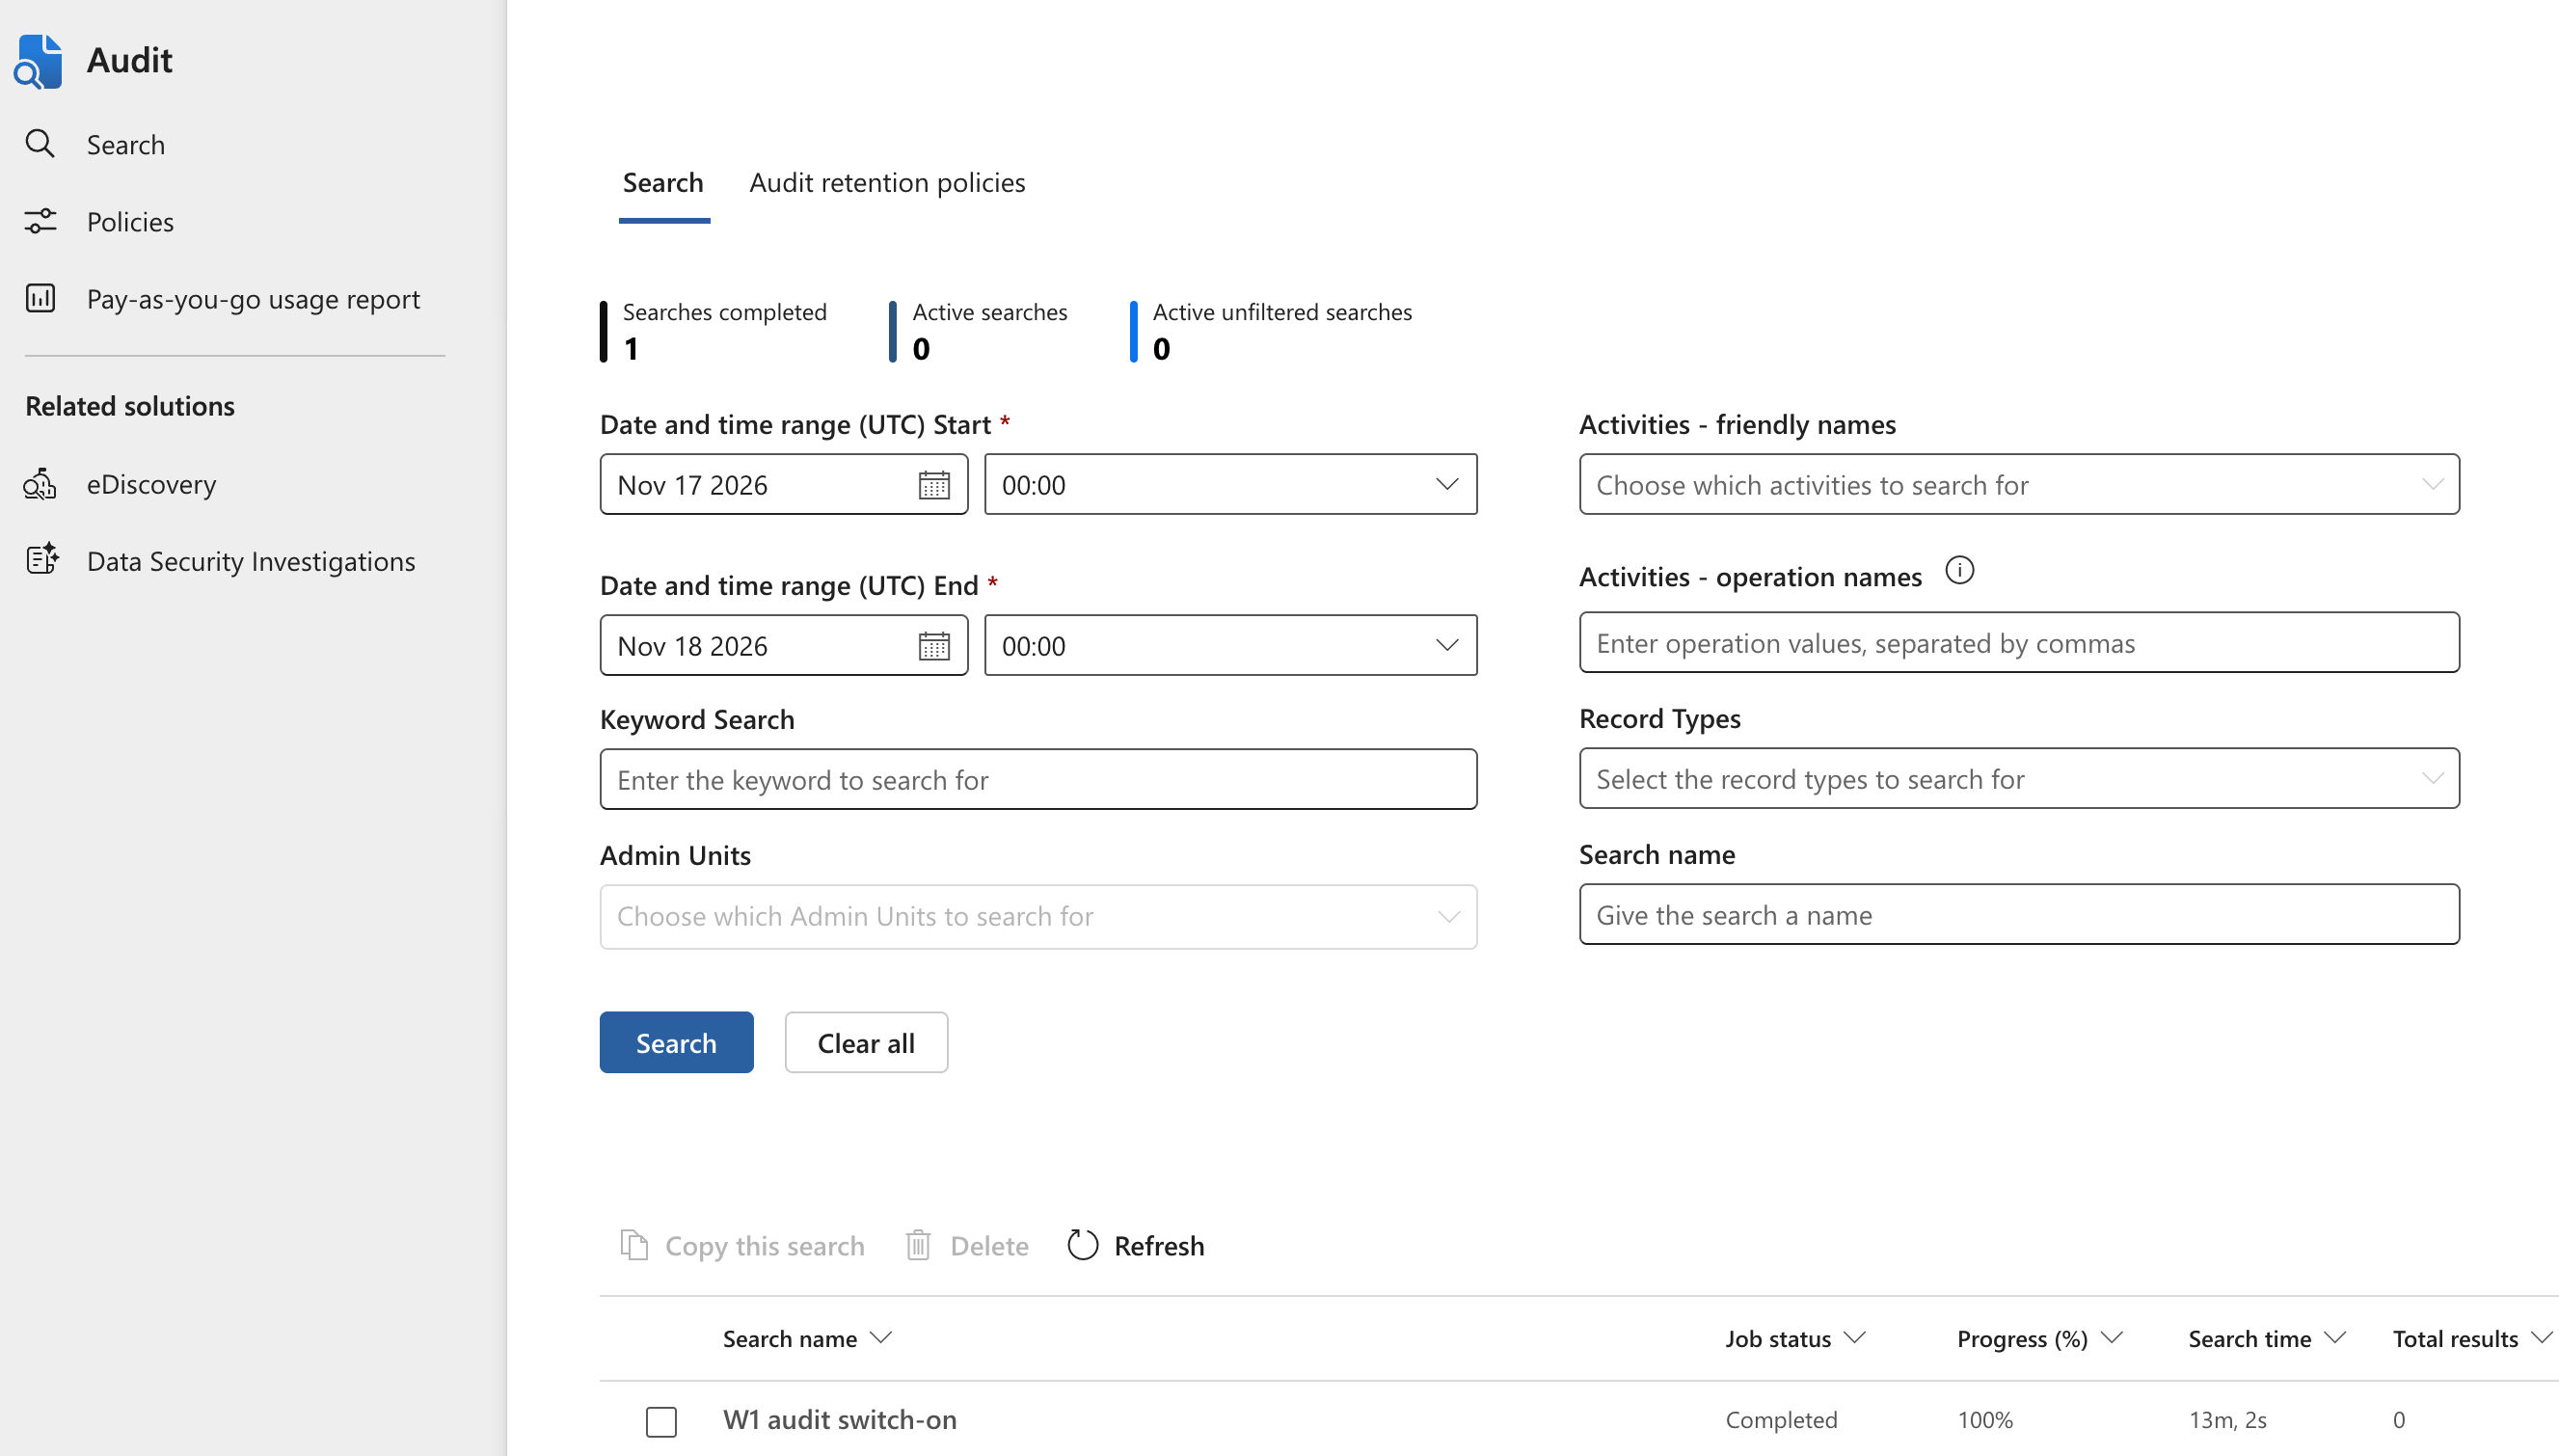 Audit
Search
Policies
Pay-as-you-go usage report
Related solutions
eDiscovery
Data Security Investigations
Search Audit retention policies
Searches completed Active searches Active unfiltered searches
1 0 0
Date and time range (UTC) Start *
Nov 17 2026 00:00
Date and time range (UTC) End *
Nov 18 2026 00:00
Keyword Search
Enter the keyword to search for
Admin Units
Choose which Admin Units to search for
Activities - friendly names
Choose which activities to search for
Activities - operation names
Enter operation values, separated by commas
Record Types
Select the record types to search for
Search name
Give the search a name
Search Clear all
Copy this search Delete Refresh
Search name Job status Progress (%) Search time Total results
W1 audit switch-on Completed 100% 13m, 2s 0